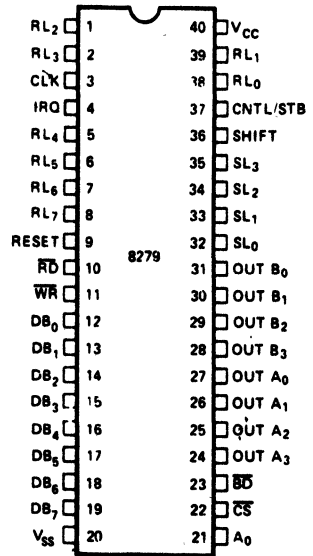 RL₂ 1 40 VCC
RL₃ 2 39 RL₁
CLK 3 38 RL₀
IRQ 4 37 CNTL/STB
RL₄ 5 36 SHIFT
RL₅ 6 35 SL₃
RL₆ 7 34 SL₂
RL₇ 8 33 SL₁
RESET 9 32 SL₀
8279
R̅D̅ 10 31 OUT B₀
W̅R̅ 11 30 OUT B₁
DB₀ 12 29 OUT B₂
DB₁ 13 28 OUT B₃
DB₂ 14 27 OUT A₀
DB₃ 15 26 OUT A₁
DB₄ 16 25 OUT A₂
DB₅ 17 24 OUT A₃
DB₆ 18 23 B̅D̅
DB₇ 19 22 C̅S̅
VSS 20 21 A₀